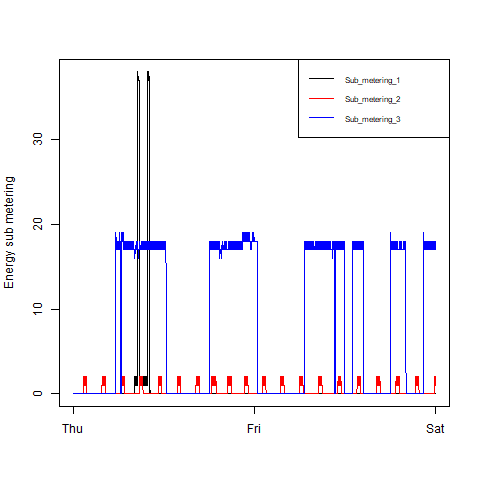 Sub_metering_1
Sub_metering_2
Sub_metering_3
Energy sub metering
30
20
10
0
Thu Fri Sat